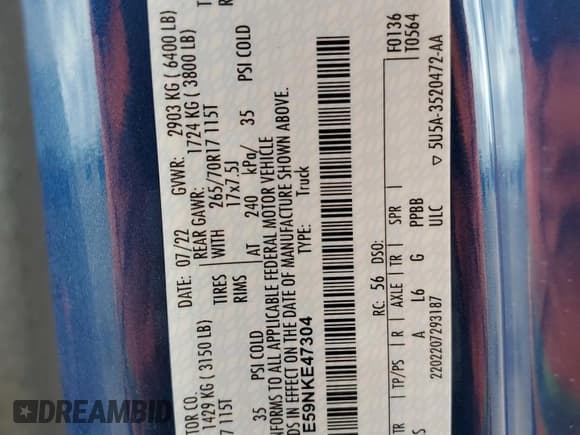 TOR CO.
DATE: 07/22 GVWR: 2903 KG ( 6400 LB)
1429 KG ( 3150 LB) REAR GAWR: 1724 KG ( 3800 LB)
7 115T TIRES WITH 265/70R17 115T
RIMS 17x7.5J
35 PSI COLD AT 240 kPa/ 35 PSI COLD
NFORMS TO ALL APPLICABLE FEDERAL MOTOR VEHICLE
DS IN EFFECT ON THE DATE OF MANUFACTURE SHOWN ABOVE.
E59NKE47304 TYPE: Truck
F0136
T0564
RC: 56 DSO:
TR TP/PS R AXLE TR SPR
S A L6 G PPBB
2202207293187 ULC ▽ 5U5A-3520472-AA
DREAMBID